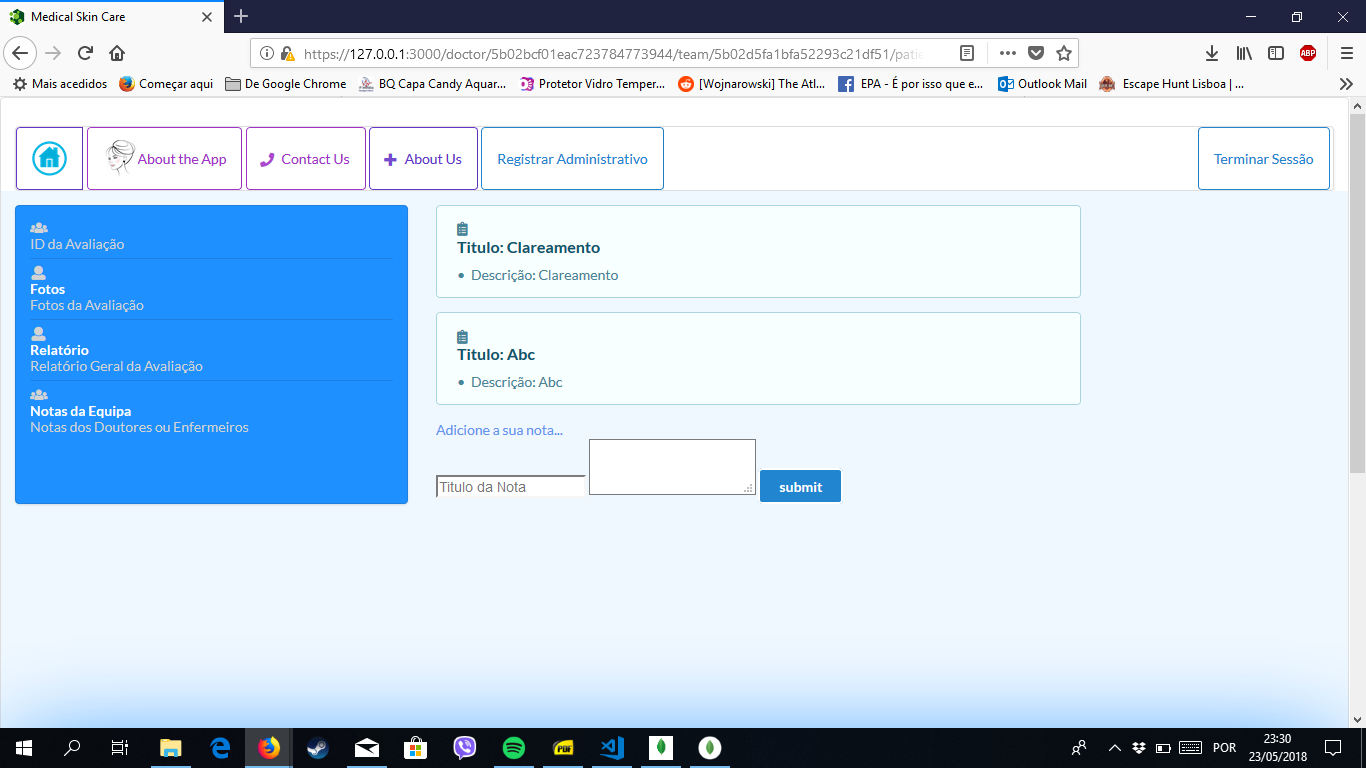 Medical Skin Care
https://127.0.0.1:3000/doctor/5b02bcf01eac723784773944/team/5b02d5fa1bfa52293c21df51/patie
Mais acedidos
Começar aqui
De Google Chrome
BQ Capa Candy Aquar...
Protetor Vidro Temper...
[Wojnarowski] The Atl...
EPA - É por isso que e...
Outlook Mail
Escape Hunt Lisboa | ...
ABP
About the App
Contact Us
About Us
Registrar Administrativo
Terminar Sessão
ID da Avaliação
Fotos
Fotos da Avaliação
Relatório
Relatório Geral da Avaliação
Notas da Equipa
Notas dos Doutores ou Enfermeiros
Titulo: Clareamento
Descrição: Clareamento
Titulo: Abc
Descrição: Abc
Adicione a sua nota...
Titulo da Nota
submit
PDF
POR
23:30
23/05/2018